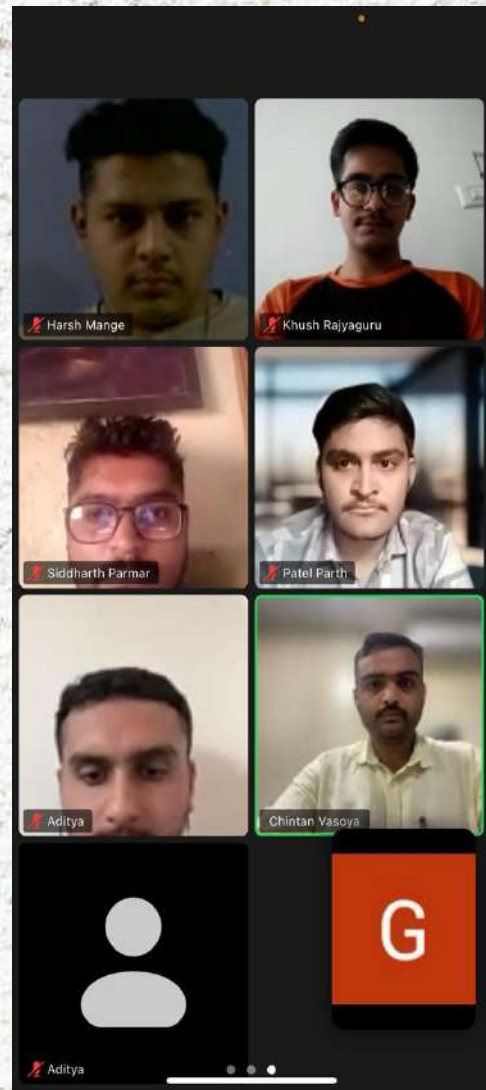 Harsh Mange
Khush Rajyaguru
Siddharth Parmar
Patel Parth
Aditya
Chintan Vasoya
G
Aditya